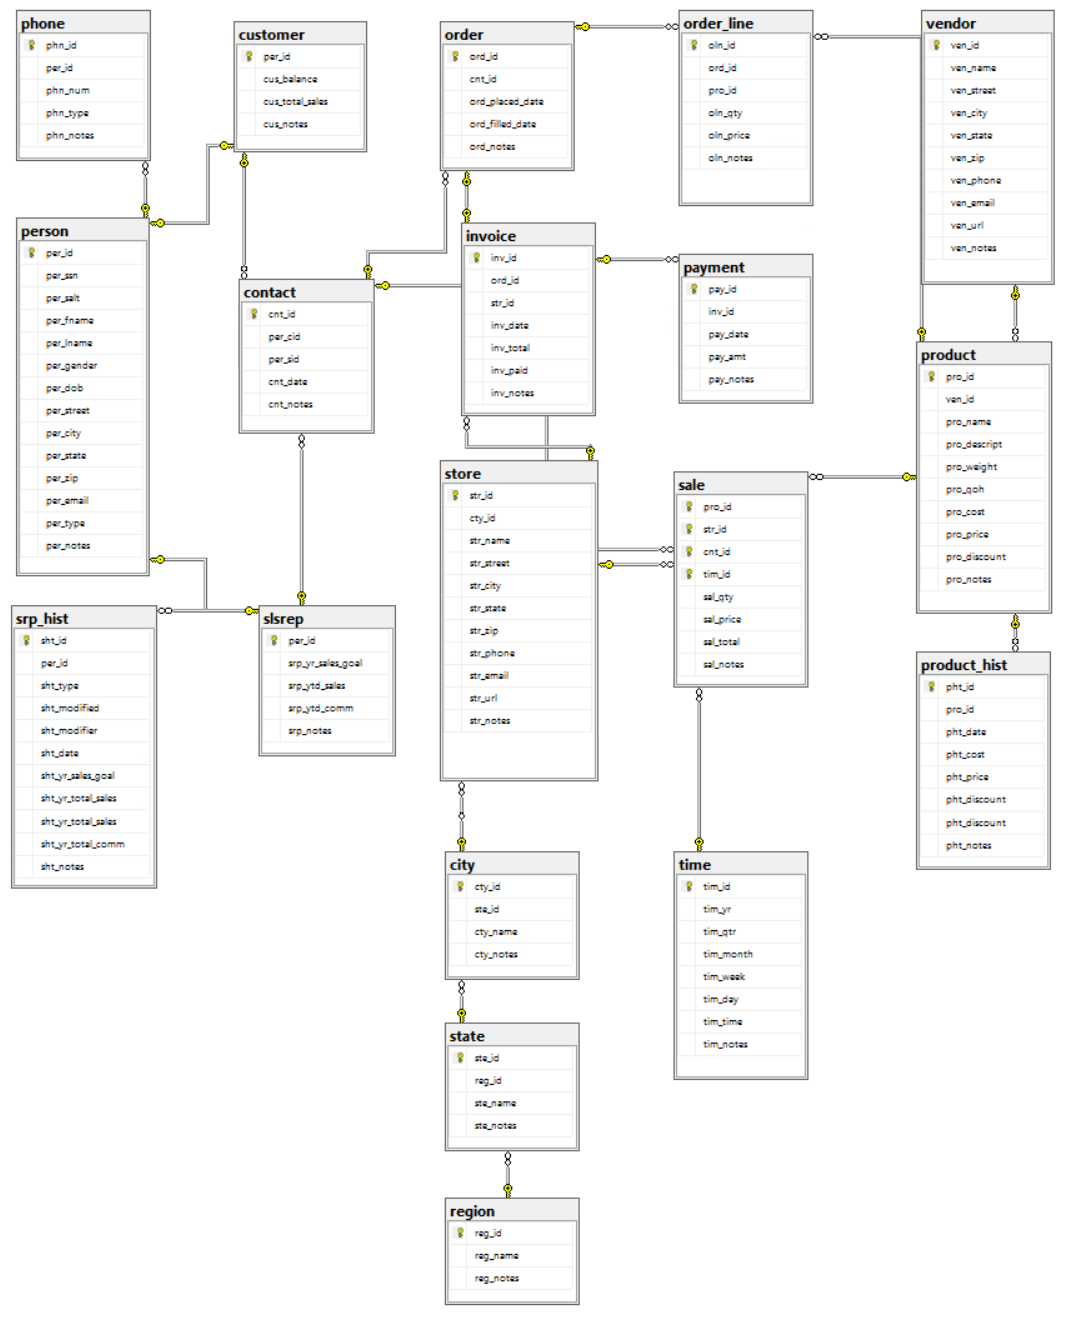 phone
phn_id
per_id
phn_num
phn_type
phn_notes
customer
per_id
cus_balance
cus_total_sales
cus_notes
order
ord_id
cnt_id
ord_placed_date
ord_filled_date
ord_notes
order_line
oln_id
ord_id
pro_id
oln_qty
oln_price
oln_notes
vendor
ven_id
ven_name
ven_street
ven_city
ven_state
ven_zip
ven_phone
ven_email
ven_url
ven_notes
person
per_id
per_ssn
per_salt
per_fname
per_lname
per_gender
per_dob
per_street
per_city
per_state
per_zip
per_email
per_type
per_notes
contact
cnt_id
per_cid
per_sid
cnt_date
cnt_notes
invoice
inv_id
ord_id
str_id
inv_date
inv_total
inv_paid
inv_notes
payment
pay_id
inv_id
pay_date
pay_amt
pay_notes
product
pro_id
ven_id
pro_name
pro_descript
pro_weight
pro_qoh
pro_cost
pro_price
pro_discount
pro_notes
store
str_id
cty_id
str_name
str_street
str_city
str_state
str_zip
str_phone
str_email
str_url
str_notes
sale
pro_id
str_id
cnt_id
tim_id
sal_qty
sal_price
sal_total
sal_notes
srp_hist
sht_id
per_id
sht_type
sht_modified
sht_modifier
sht_date
sht_yr_sales_goal
sht_yr_total_sales
sht_yr_total_sales
sht_yr_total_comm
sht_notes
slsrep
per_id
srp_yr_sales_goal
srp_ytd_sales
srp_ytd_comm
srp_notes
product_hist
pht_id
pro_id
pht_date
pht_cost
pht_price
pht_discount
pht_discount
pht_notes
city
cty_id
ste_id
cty_name
cty_notes
time
tim_id
tim_yr
tim_qtr
tim_month
tim_week
tim_day
tim_time
tim_notes
state
ste_id
reg_id
ste_name
ste_notes
region
reg_id
reg_name
reg_notes